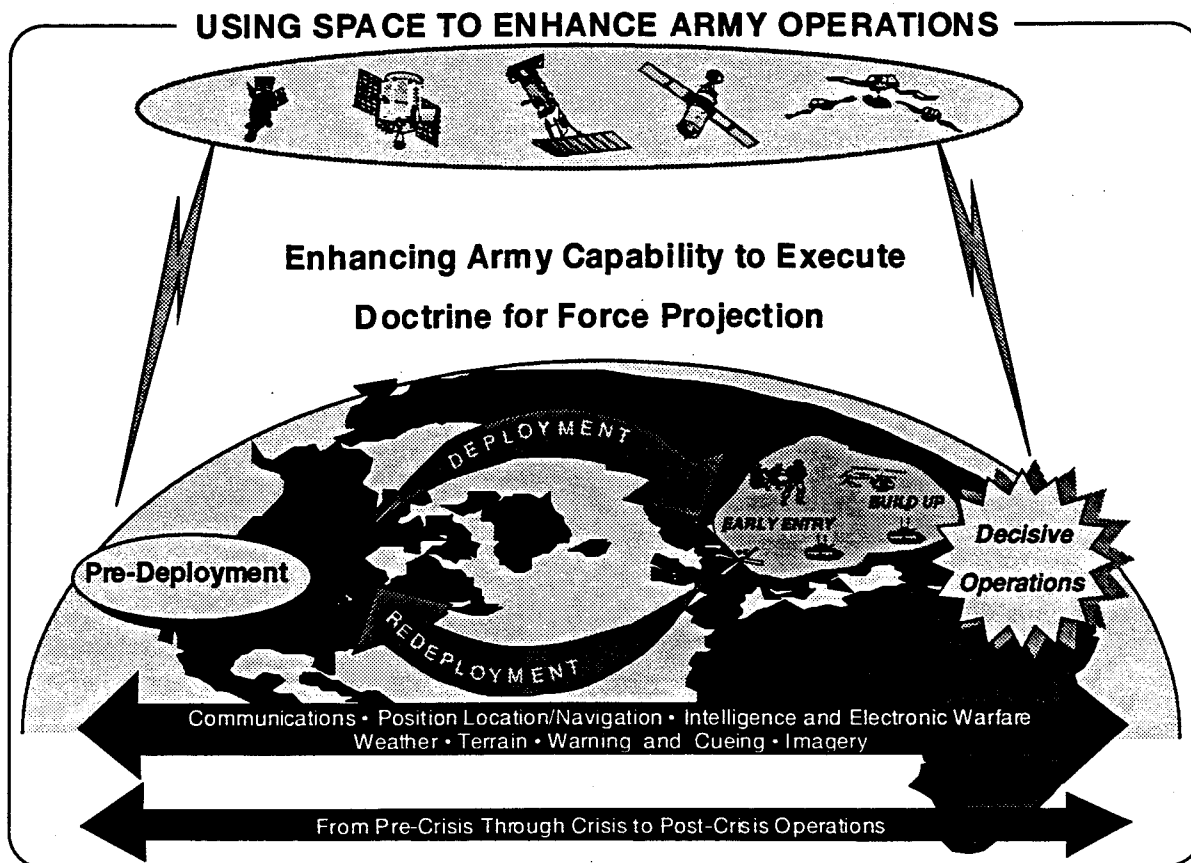 USING SPACE TO ENHANCE ARMY OPERATIONS
Enhancing Army Capability to Execute
Doctrine for Force Projection
DEPLOYMENT
BUILD UP
EARLY ENTRY
Decisive
Operations
Pre-Deployment
REDEPLOYMENT
Communications • Position Location/Navigation • Intelligence and Electronic Warfare
Weather • Terrain • Warning and Cueing • Imagery
From Pre-Crisis Through Crisis to Post-Crisis Operations